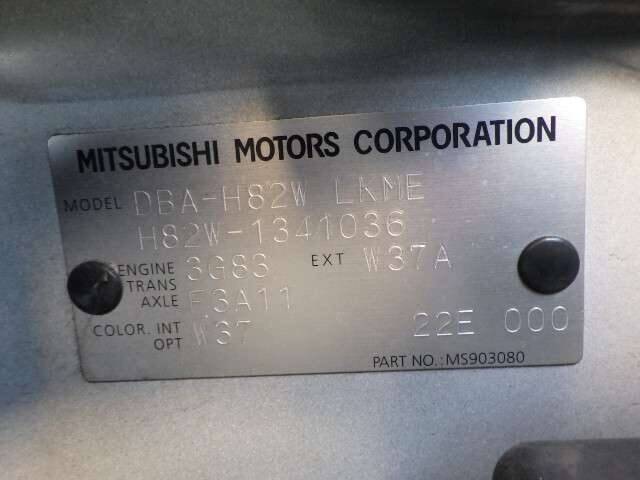 MITSUBISHI MOTORS CORPORATION
MODEL DBA-H82W LKME
H82W-1341036
ENGINE 3G83 EXT W37A
TRANS
AXLE F3A11
COLOR. INT W37 22E 000
OPT
PART NO.:MS903080